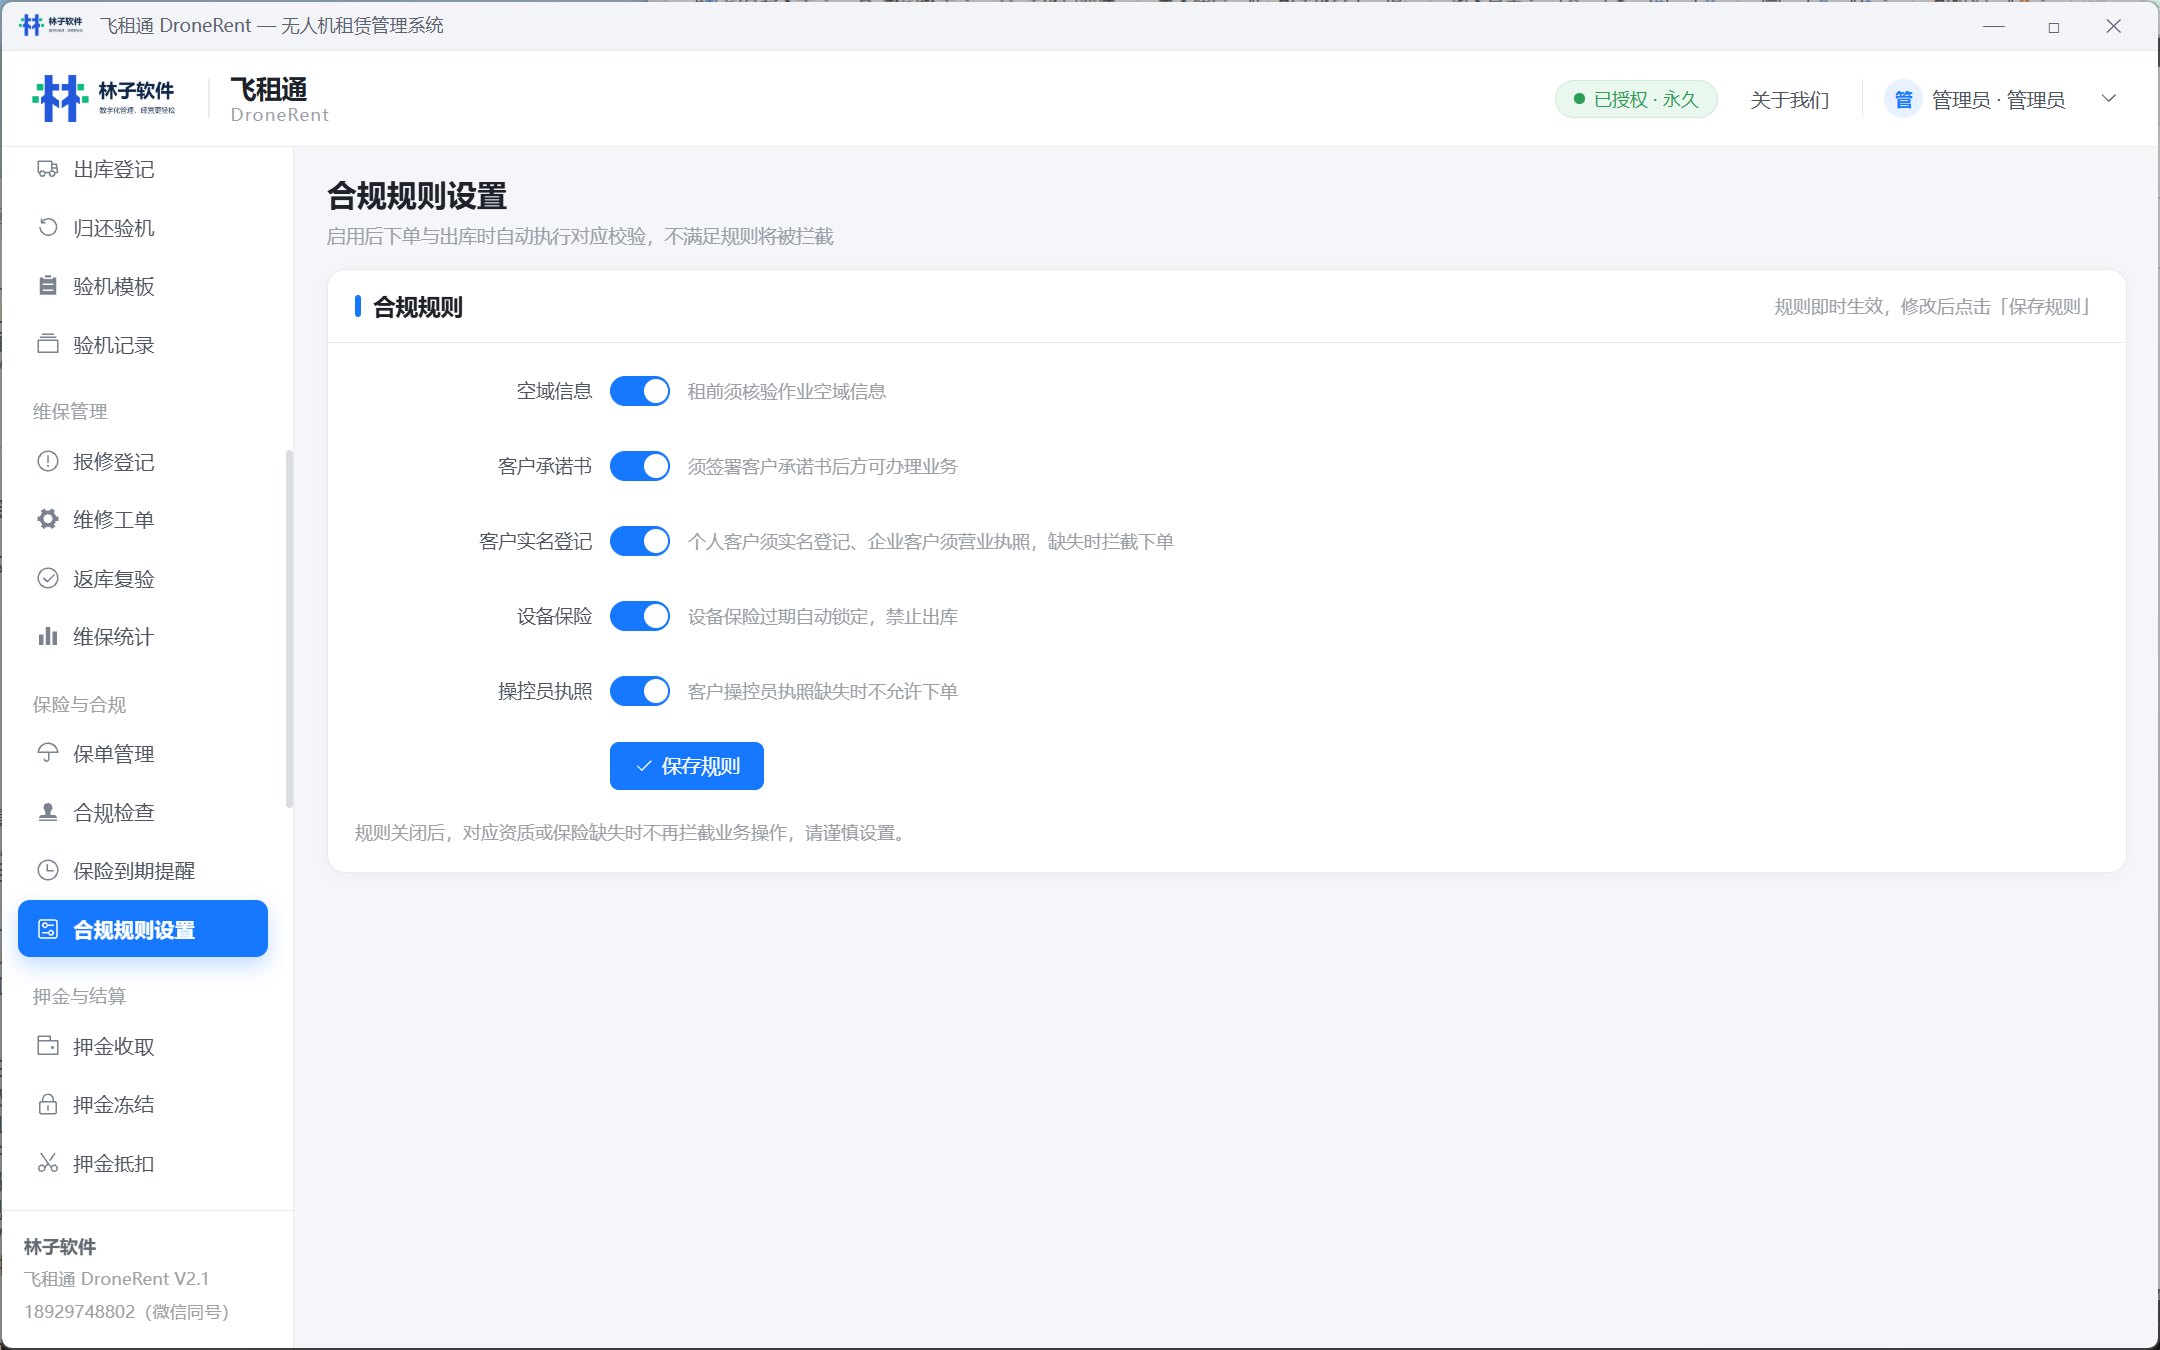 林子软件 飞租通 DroneRent — 无人机租赁管理系统
林子软件
数字化管理，经营更轻松
飞租通
DroneRent
已授权 · 永久
关于我们
管 管理员 · 管理员
出库登记
归还验机
验机模板
验机记录
维保管理
报修登记
维修工单
返库复验
维保统计
保险与合规
保单管理
合规检查
保险到期提醒
合规规则设置
押金与结算
押金收取
押金冻结
押金抵扣
林子软件
飞租通 DroneRent V2.1
18929748802（微信同号）
合规规则设置
启用后下单与出库时自动执行对应校验，不满足规则将被拦截
合规规则
规则即时生效，修改后点击「保存规则」
空域信息 租前须核验作业空域信息
客户承诺书 须签署客户承诺书后方可办理业务
客户实名登记 个人客户须实名登记、企业客户须营业执照，缺失时拦截下单
设备保险 设备保险过期自动锁定，禁止出库
操控员执照 客户操控员执照缺失时不允许下单
保存规则
规则关闭后，对应资质或保险缺失时不再拦截业务操作，请谨慎设置。